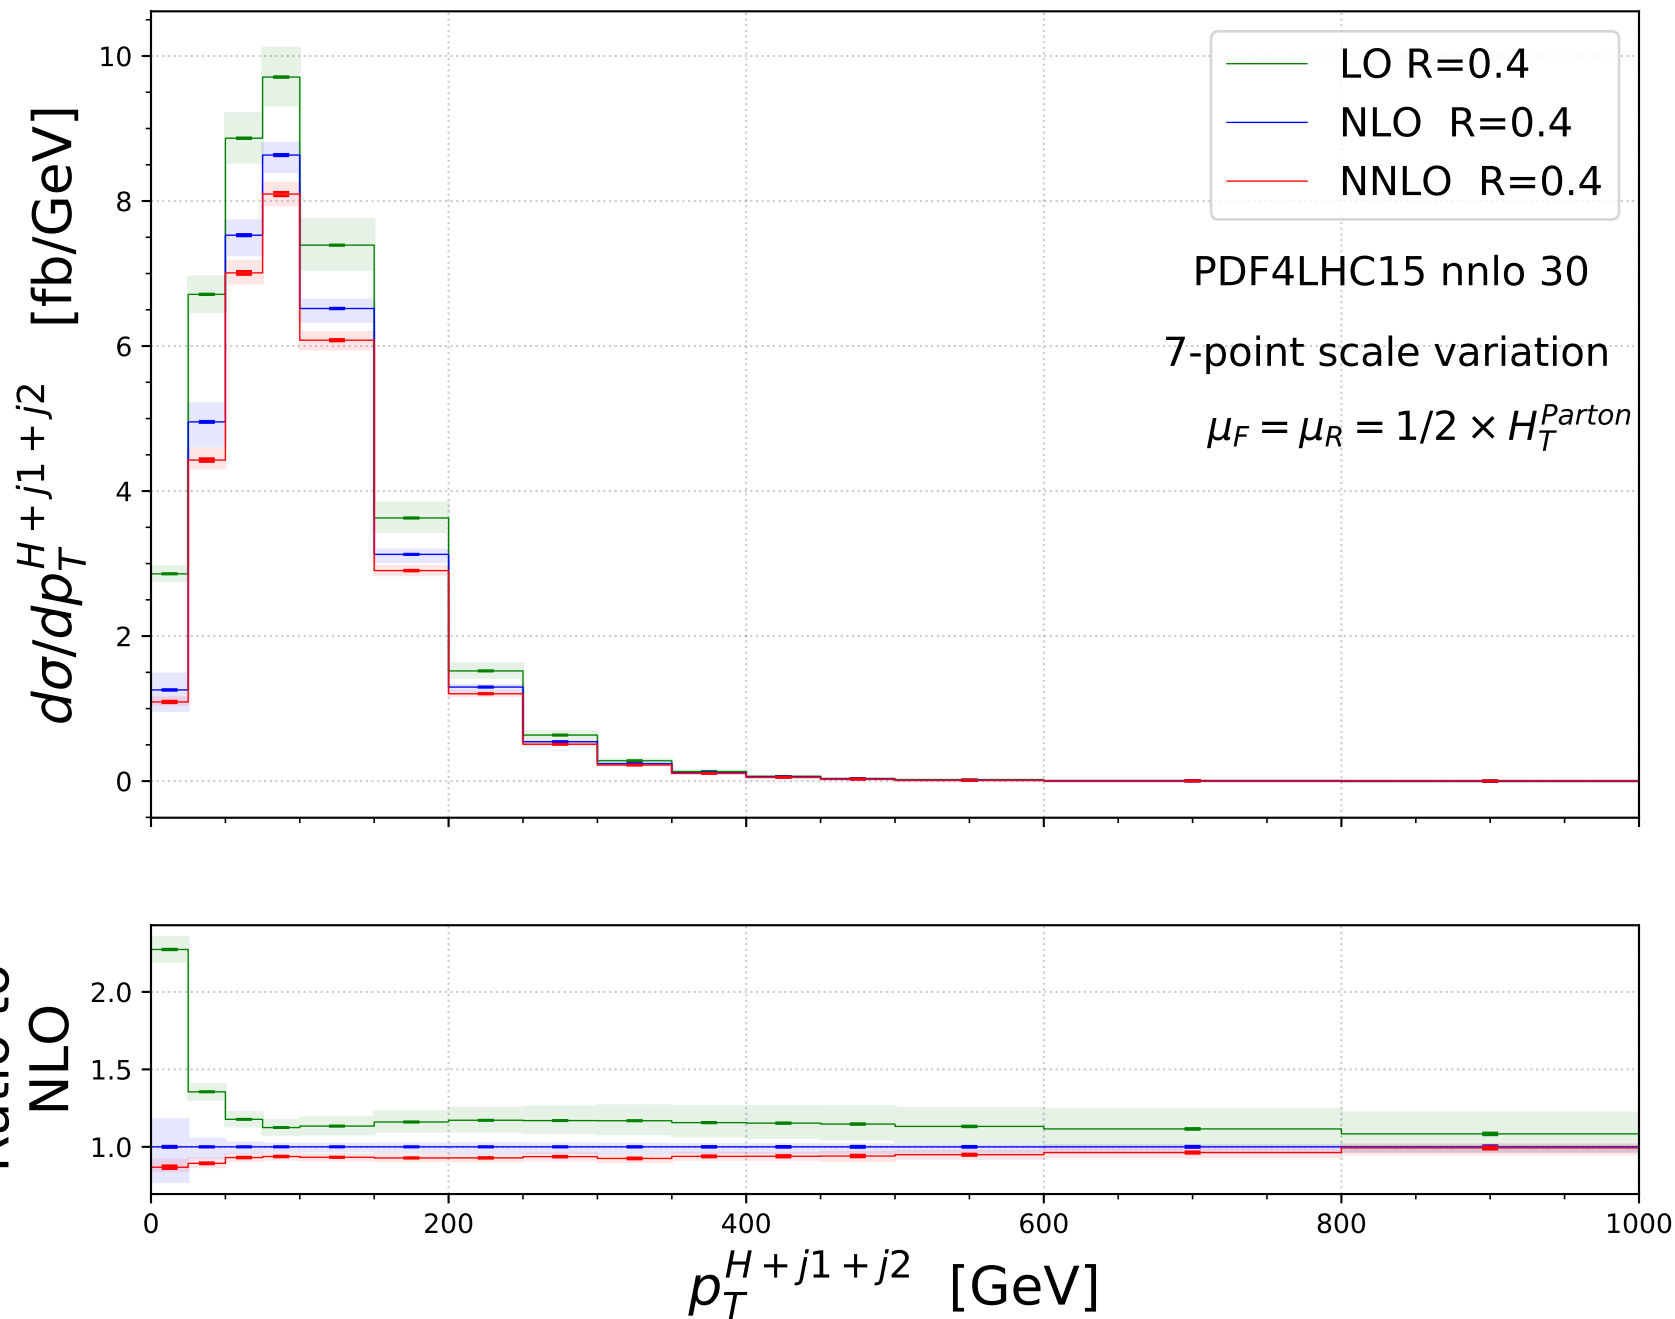 10
8
6
4
2
0
dσ/dp_T^{H+j1+j2} [fb/GeV]
LO R=0.4
NLO R=0.4
NNLO R=0.4
PDF4LHC15 nnlo 30
7-point scale variation
μ_F = μ_R = 1/2 × H_T^{Parton}
2.0
1.5
1.0
NLO
0 200 400 600 800 1000
p_T^{H+j1+j2} [GeV]